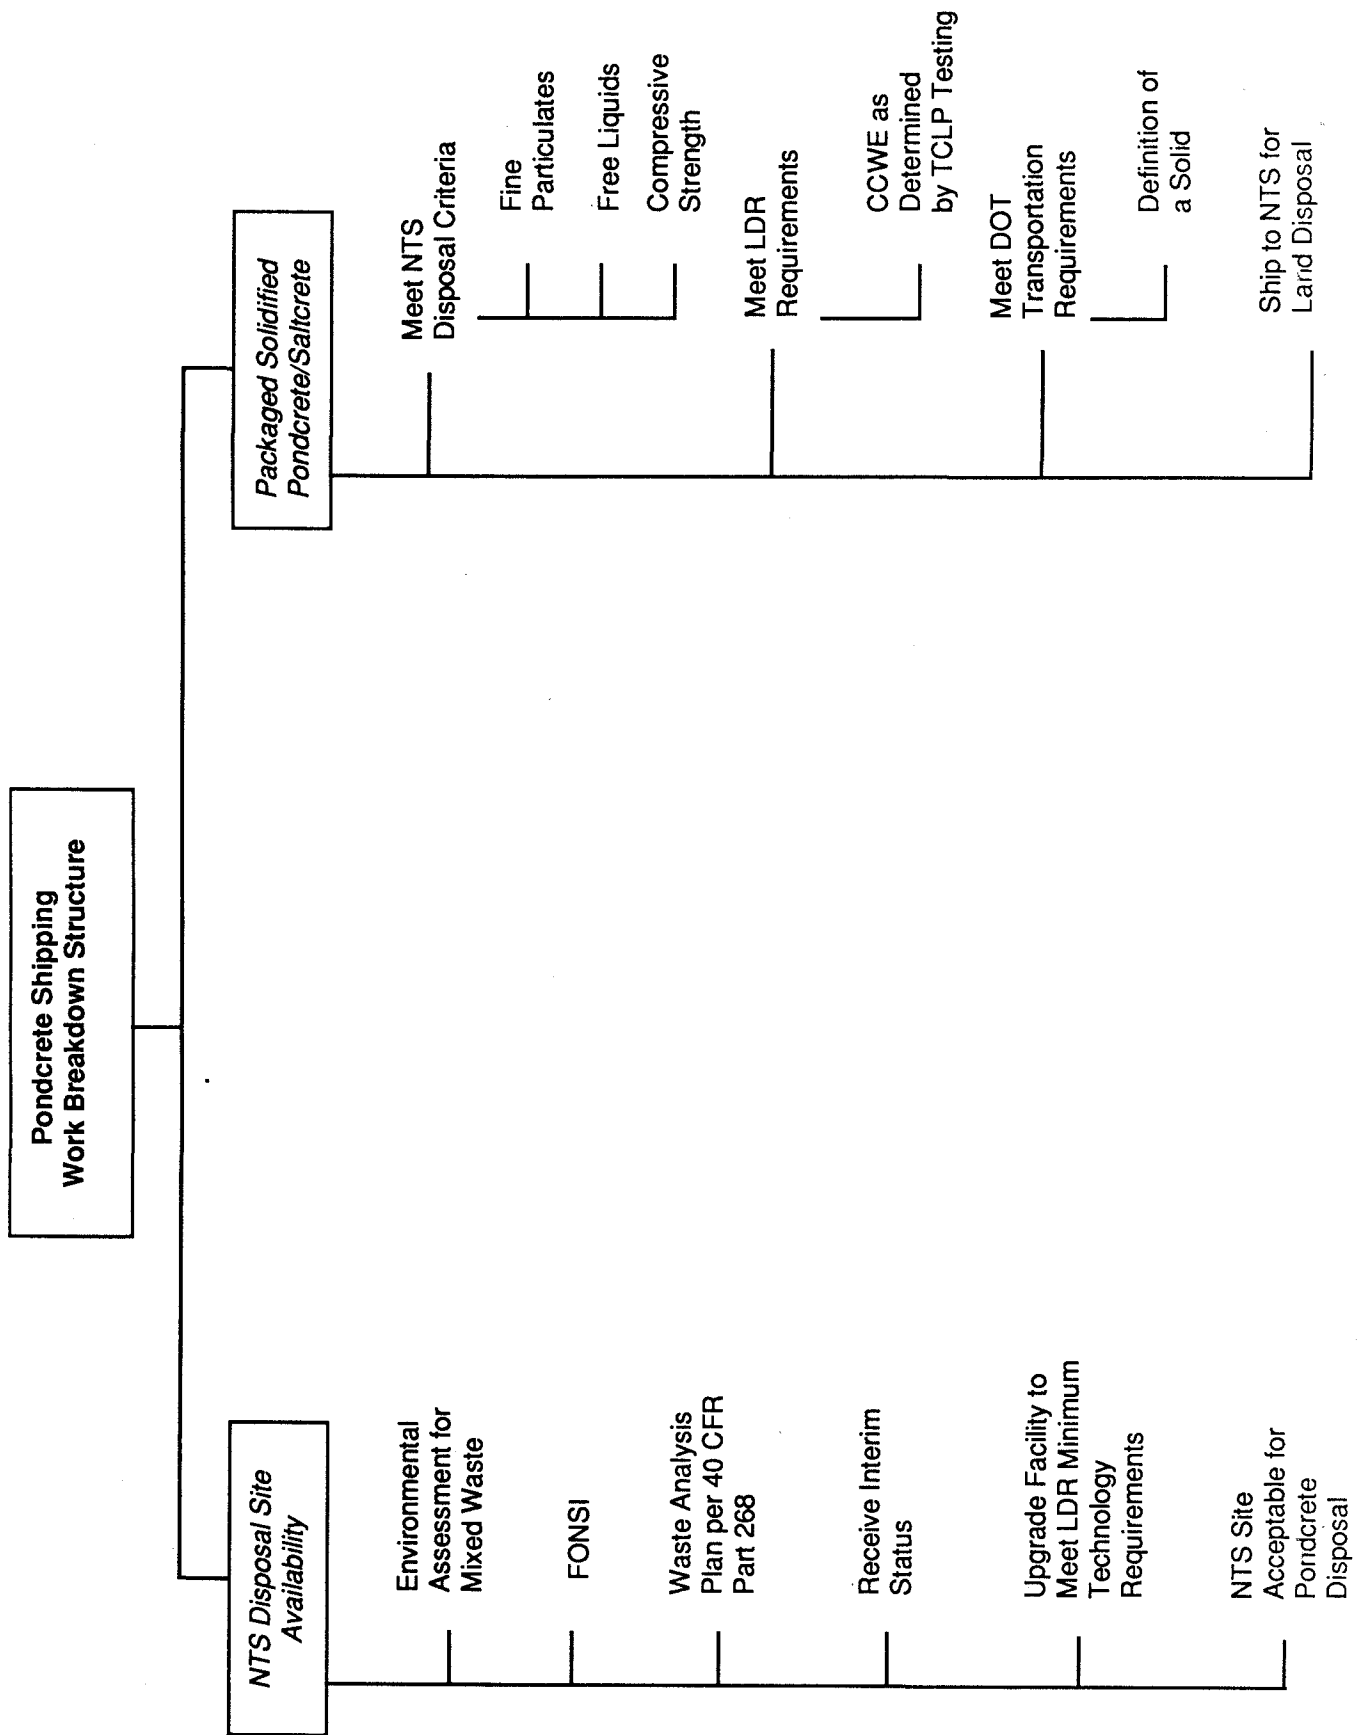 Pondcrete Shipping
Work Breakdown Structure
NTS Disposal Site
Availability
Environmental
Assessment for
Mixed Waste
FONSI
Waste Analysis
Plan per 40 CFR
Part 268
Receive Interim
Status
Upgrade Facility to
Meet LDR Minimum
Technology
Requirements
NTS Site
Acceptable for
Pondcrete
Disposal
Packaged Solidified
Pondcrete/Saltcrete
Meet NTS
Disposal Criteria
Fine
Particulates
Free Liquids
Compressive
Strength
Meet LDR
Requirements
CCWE as
Determined
by TCLP Testing
Meet DOT
Transportation
Requirements
Definition of
a Solid
Ship to NTS for
Land Disposal